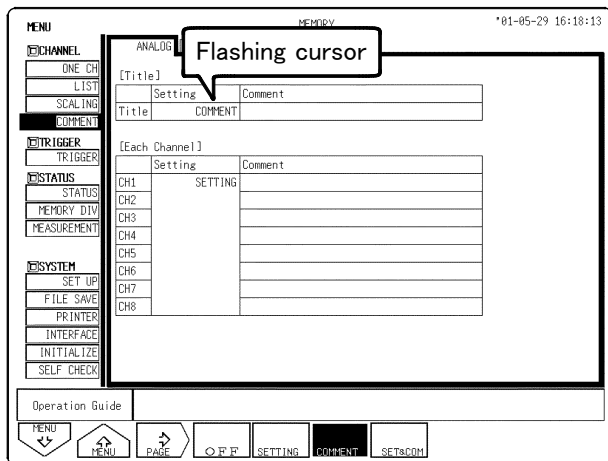 MENU MEMORY '01-05-29 16:18:13
CHANNEL
ONE CH
LIST
SCALING
COMMENT
TRIGGER
TRIGGER
STATUS
STATUS
MEMORY DIV
MEASUREMENT
SYSTEM
SET UP
FILE SAVE
PRINTER
INTERFACE
INITIALIZE
SELF CHECK
ANALOG
Flashing cursor
[Title]
Setting Comment
Title COMMENT
[Each Channel]
Setting Comment
CH1 SETTING
CH2
CH3
CH4
CH5
CH6
CH7
CH8
Operation Guide
MENU MENU PAGE OFF SETTING COMMENT SET&COM